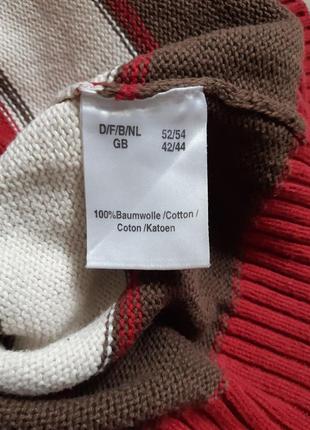 D/F/B/NL 52/54
GB 42/44
100%Baumwolle /Cotton /
Coton /Katoen